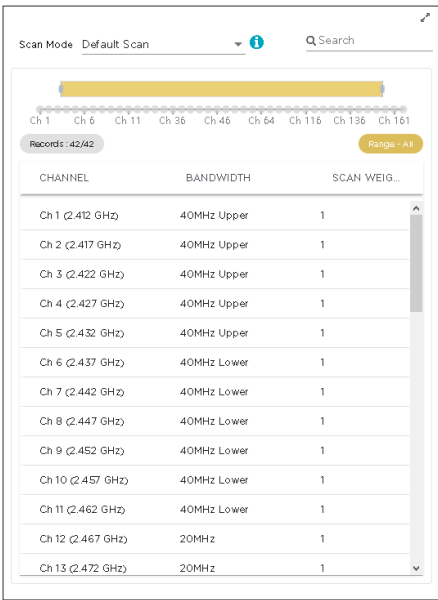 Scan Mode Default Scan Search
Ch 1 Ch 6 Ch 11 Ch 36 Ch 46 Ch 64 Ch 116 Ch 136 Ch 161
Records : 42/42 Range - All
CHANNEL BANDWIDTH SCAN WEIG...
Ch 1 (2.412 GHz) 40MHz Upper 1
Ch 2 (2.417 GHz) 40MHz Upper 1
Ch 3 (2.422 GHz) 40MHz Upper 1
Ch 4 (2.427 GHz) 40MHz Upper 1
Ch 5 (2.432 GHz) 40MHz Upper 1
Ch 6 (2.437 GHz) 40MHz Lower 1
Ch 7 (2.442 GHz) 40MHz Lower 1
Ch 8 (2.447 GHz) 40MHz Lower 1
Ch 9 (2.452 GHz) 40MHz Lower 1
Ch 10 (2.457 GHz) 40MHz Lower 1
Ch 11 (2.462 GHz) 40MHz Lower 1
Ch 12 (2.467 GHz) 20MHz 1
Ch 13 (2.472 GHz) 20MHz 1